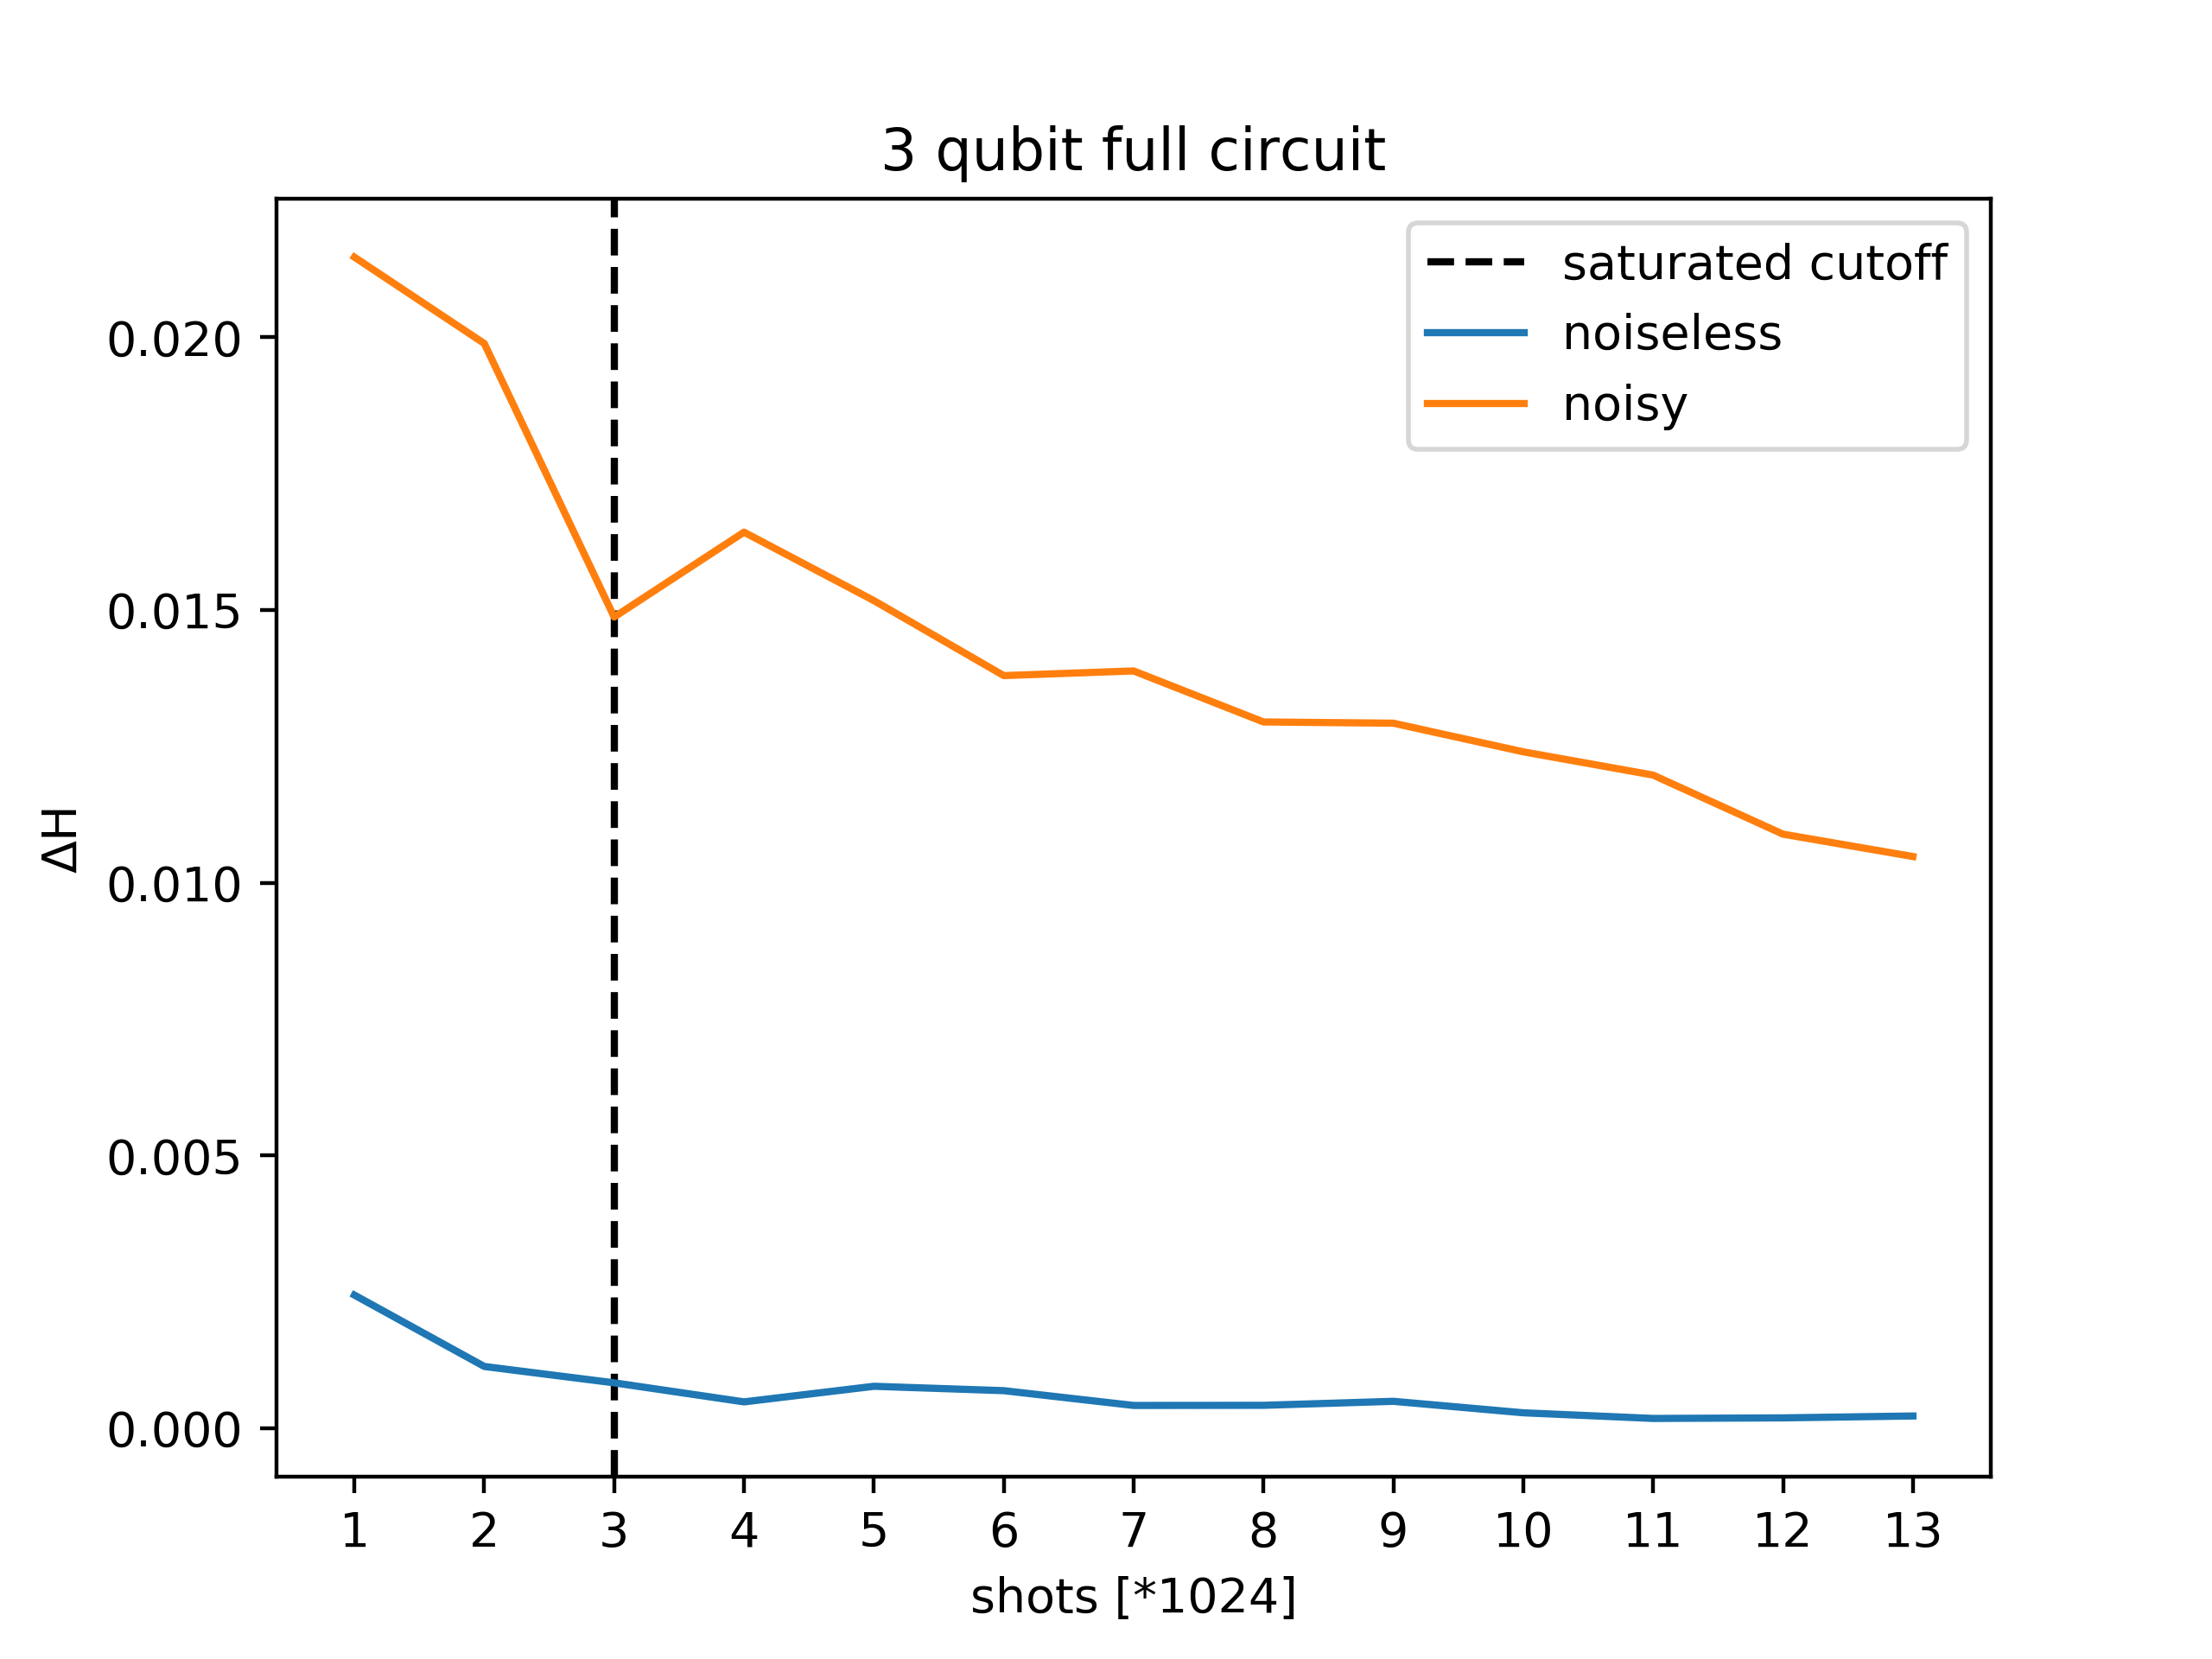 3 qubit full circuit
saturated cutoff
noiseless
noisy
0.020
0.015
0.010
0.005
0.000
ΔH
1 2 3 4 5 6 7 8 9 10 11 12 13
shots [*1024]